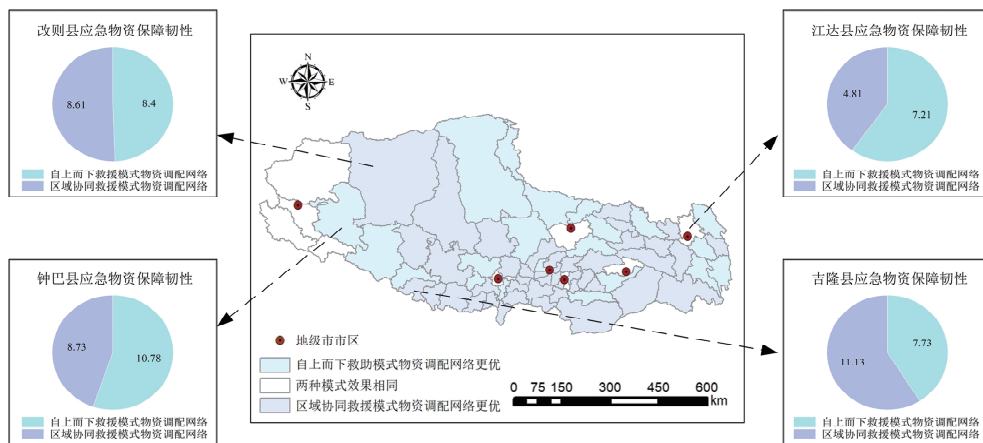 改则县应急物资保障韧性
8.61
8.4
自上而下救援模式物资调配网络
区域协同救援模式物资调配网络
江达县应急物资保障韧性
4.81
7.21
自上而下救援模式物资调配网络
区域协同救援模式物资调配网络
N
W E
S
钟巴县应急物资保障韧性
8.73
10.78
自上而下救援模式物资调配网络
区域协同救援模式物资调配网络
地级市市区
自上而下救助模式物资调配网络更优
两种模式效果相同
区域协同救援模式物资调配网络更优
0 75 150 300 450 600
km
吉隆县应急物资保障韧性
7.73
11.13
自上而下救援模式物资调配网络
区域协同救援模式物资调配网络